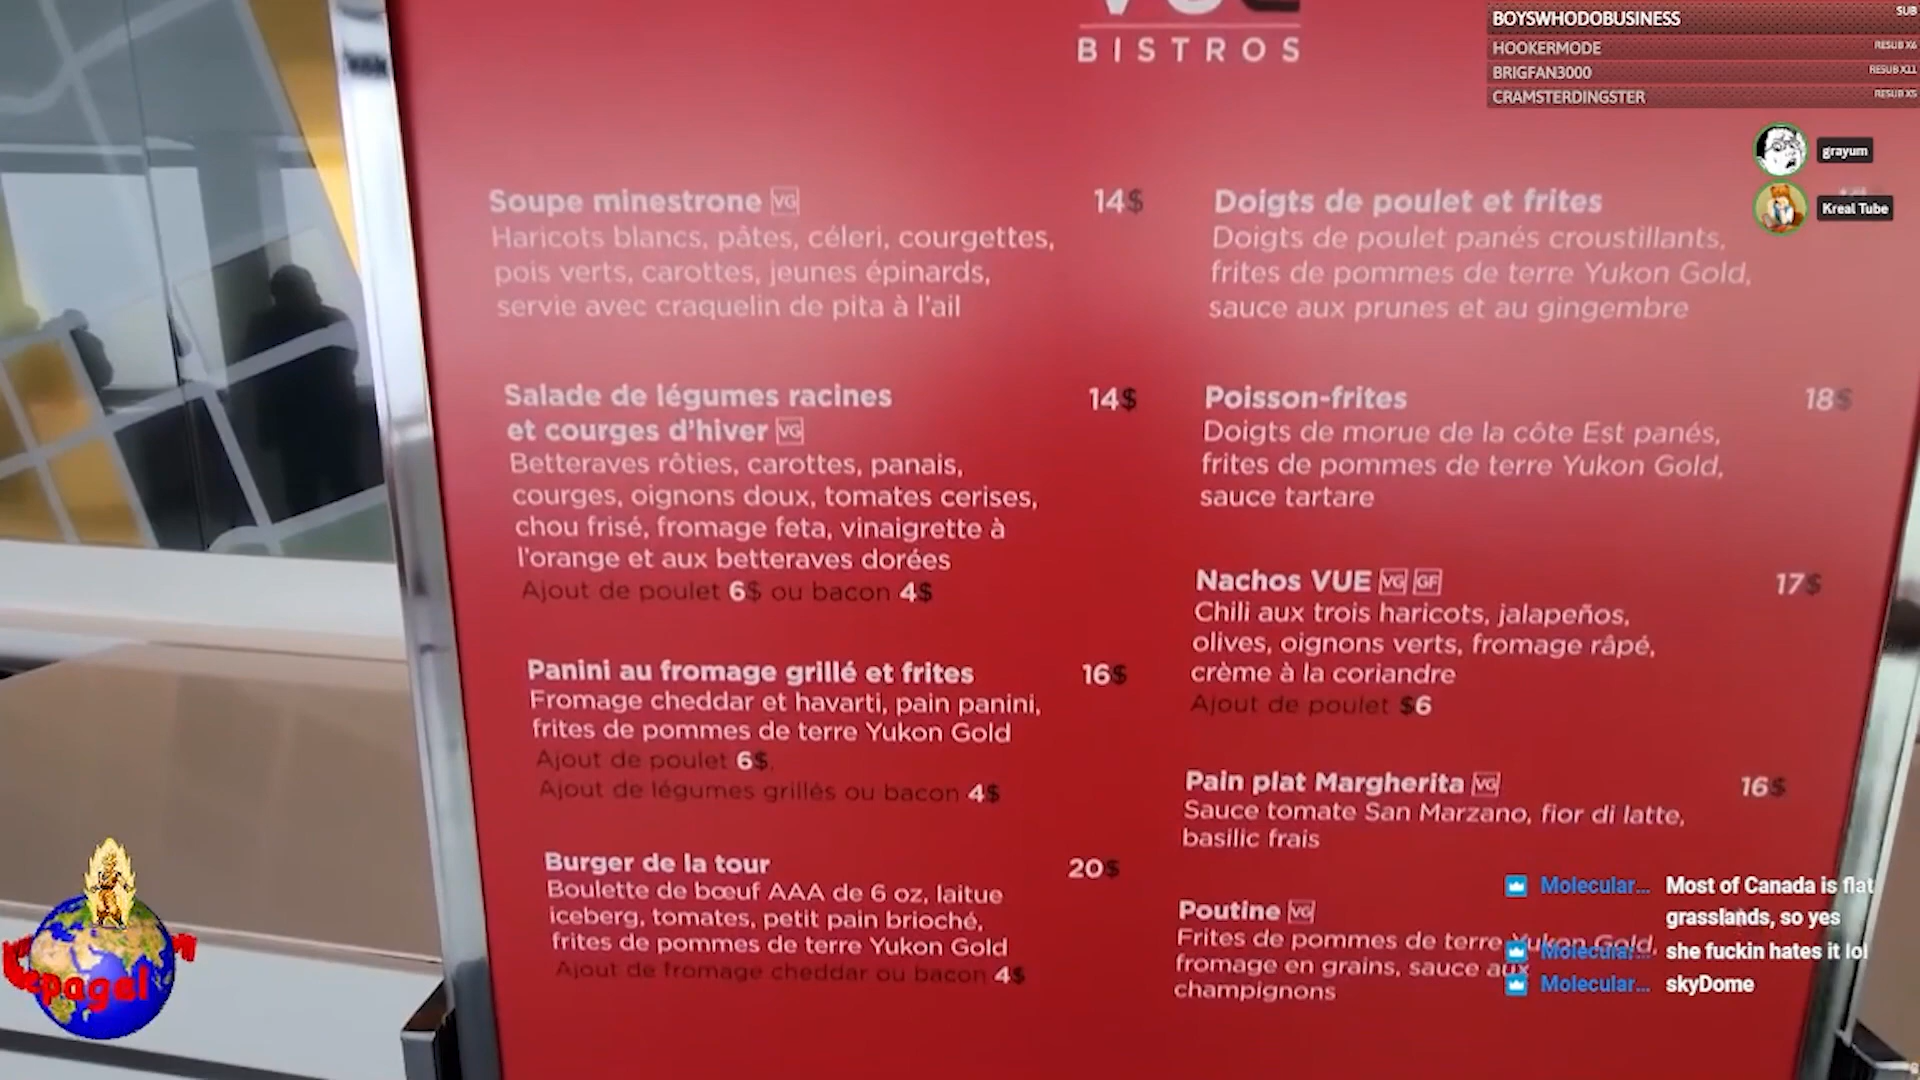 VUE
BISTROS
Soupe minestrone VG 14$
Haricots blancs, pâtes, céleri, courgettes,
pois verts, carottes, jeunes épinards,
servie avec craquelin de pita à l'ail
Salade de légumes racines 14$
et courges d'hiver VG
Betteraves rôties, carottes, panais,
courges, oignons doux, tomates cerises,
chou frisé, fromage feta, vinaigrette à
l'orange et aux betteraves dorées
Ajout de poulet 6$ ou bacon 4$
Panini au fromage grillé et frites 16$
Fromage cheddar et havarti, pain panini,
frites de pommes de terre Yukon Gold
Ajout de poulet 6$.
Ajout de légumes grillés ou bacon 4$
Burger de la tour 20$
Boulette de bœuf AAA de 6 oz, laitue
iceberg, tomates, petit pain brioché,
frites de pommes de terre Yukon Gold
Ajout de fromage cheddar ou bacon 4$
Doigts de poulet et frites
Doigts de poulet panés croustillants,
frites de pommes de terre Yukon Gold,
sauce aux prunes et au gingembre
Poisson-frites 18$
Doigts de morue de la côte Est panés,
frites de pommes de terre Yukon Gold,
sauce tartare
Nachos VUE VG GF 17$
Chili aux trois haricots, jalapeños,
olives, oignons verts, fromage râpé,
crème à la coriandre
Ajout de poulet $6
Pain plat Margherita VG 16$
Sauce tomate San Marzano, fior di latte,
basilic frais
Poutine VG
Frites de pommes de terre Yukon Gold,
fromage en grains, sauce aux
champignons
BOYSWHODOBUSINESS SUB
HOOKERMODE RESUB X6
BRIGFAN3000 RESUB X11
CRAMSTERDINGSTER RESUB X5
grayum
Kreal Tube
Molecular... Most of Canada is flat
grasslands, so yes
Molecular... she fuckin hates it lol
Molecular... skyDome